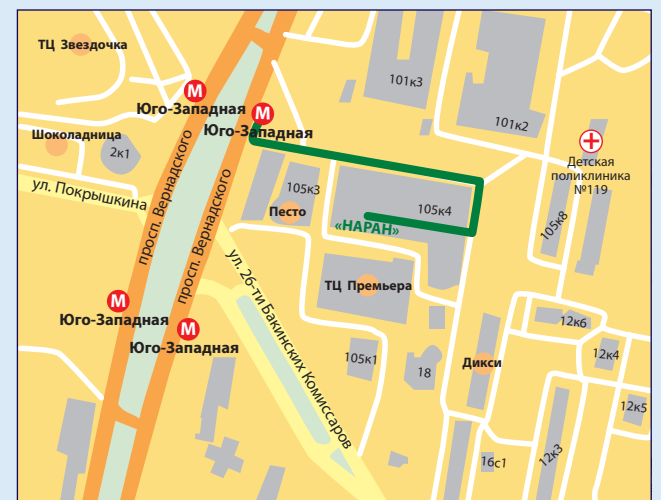 ТЦ Звездочка
М
Юго-Западная
М
Юго-Западная
101к3
101к2
Шоколадница
2к1
Детская
поликлиника
№119
ул. Покрышкина
просп. Вернадского
просп. Вернадского
105к3
Песто
105к4
«НАРАН»
105к8
ул. 26-ти Бакинских Комиссаров
ТЦ Премьера
М
Юго-Западная
М
Юго-Западная
105к1
18
Дикси
12к6
12к4
12к5
12к3
16с1